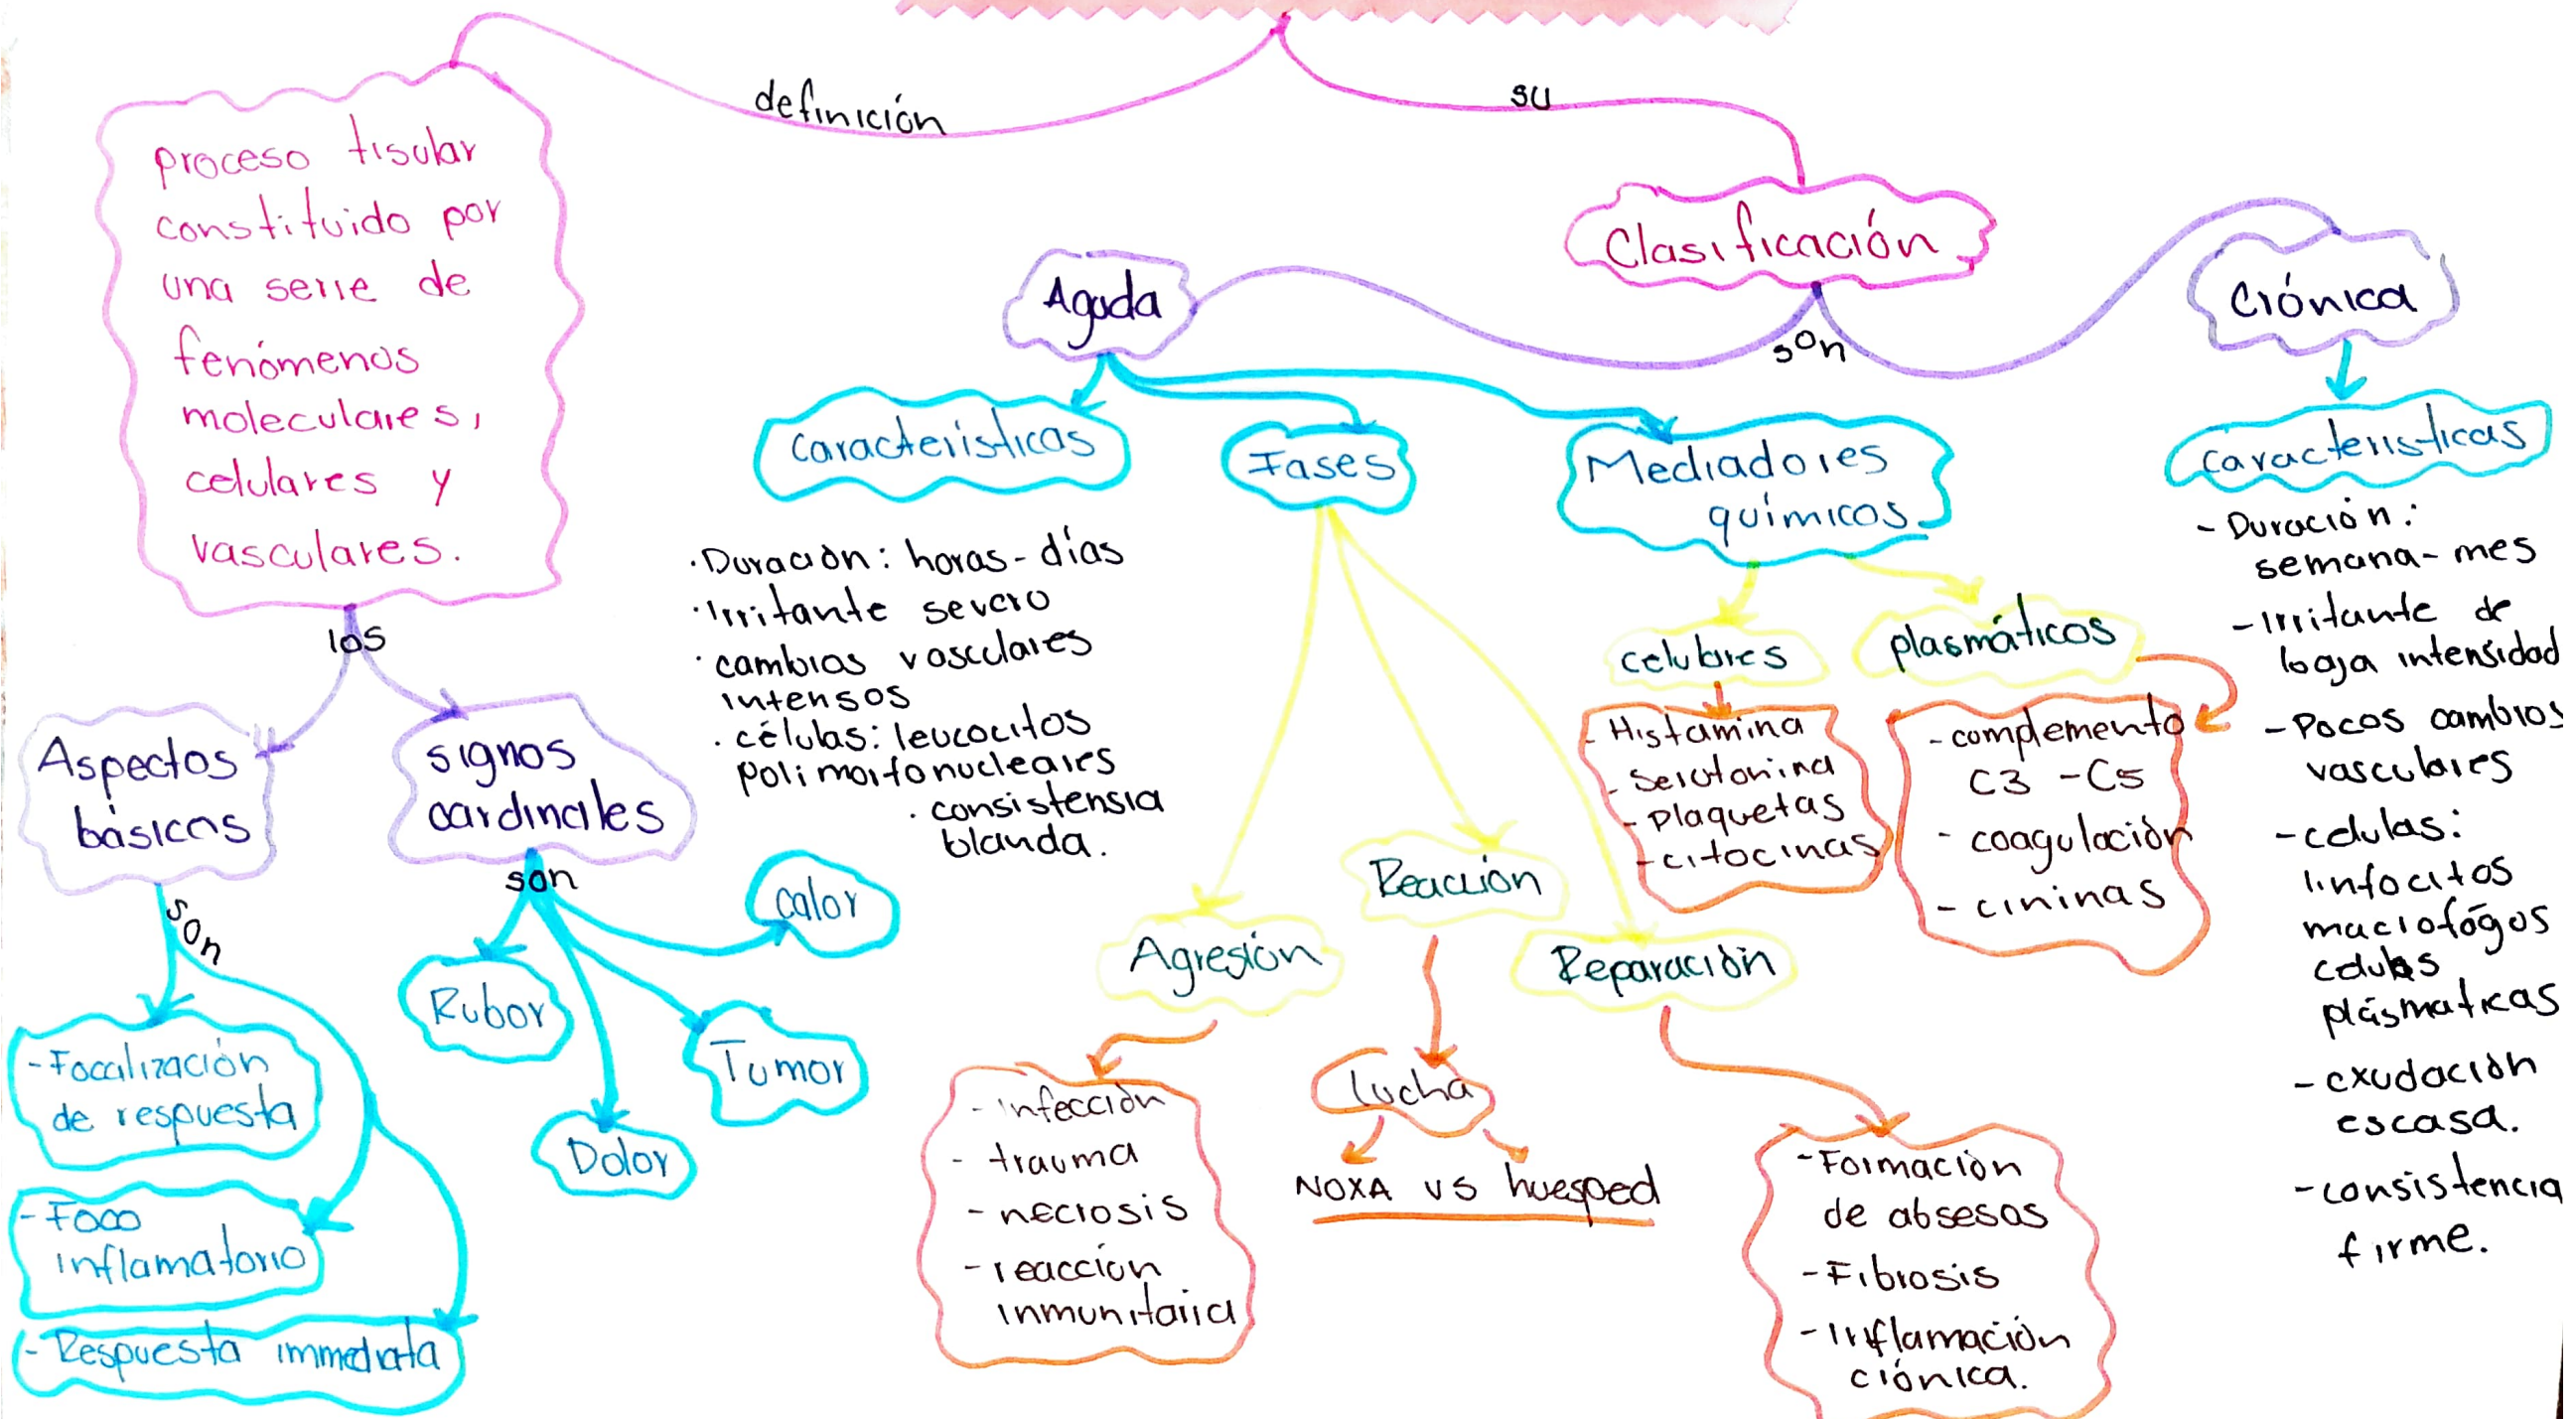 definición
su
proceso tisular
constituido por
una serie de
fenómenos
moleculares,
celulares y
vasculares.
los
Aspectos
básicos
son
- Focalización
de respuesta
- Foco
inflamatorio
- Respuesta immediata
signos
cardinales
son
Rubor
Dolor
Tumor
calor
Clasificación
son
Aguda
Características
· Duración: horas - días
· Irritante severo
· cambios vasculares
intensos
· células: leucocitos
polimorfonucleares
· consistensia
blanda.
Fases
Agresión
- infección
- trauma
- necrosis
- reaccion
inmunitaria
Reacción
lucha
NOXA vs huesped
Reparación
- Formación
de absesos
- Fibrosis
- Inflamación
crónica.
Mediadores
químicos
celulares
- Histamina
- Serotonina
- Plaquetas
- citocinas
plasmáticos
- complemento
C3 - C5
- coagulación
- cininas
Crónica
Caracteristicas
- Duración:
semana - mes
- Irritante de
baja intensidad
- Pocos cambios
vasculares
- celulas:
linfocitos
macrofágos
celulas
plásmaticas
- exudación
escasa.
- consistencia
firme.